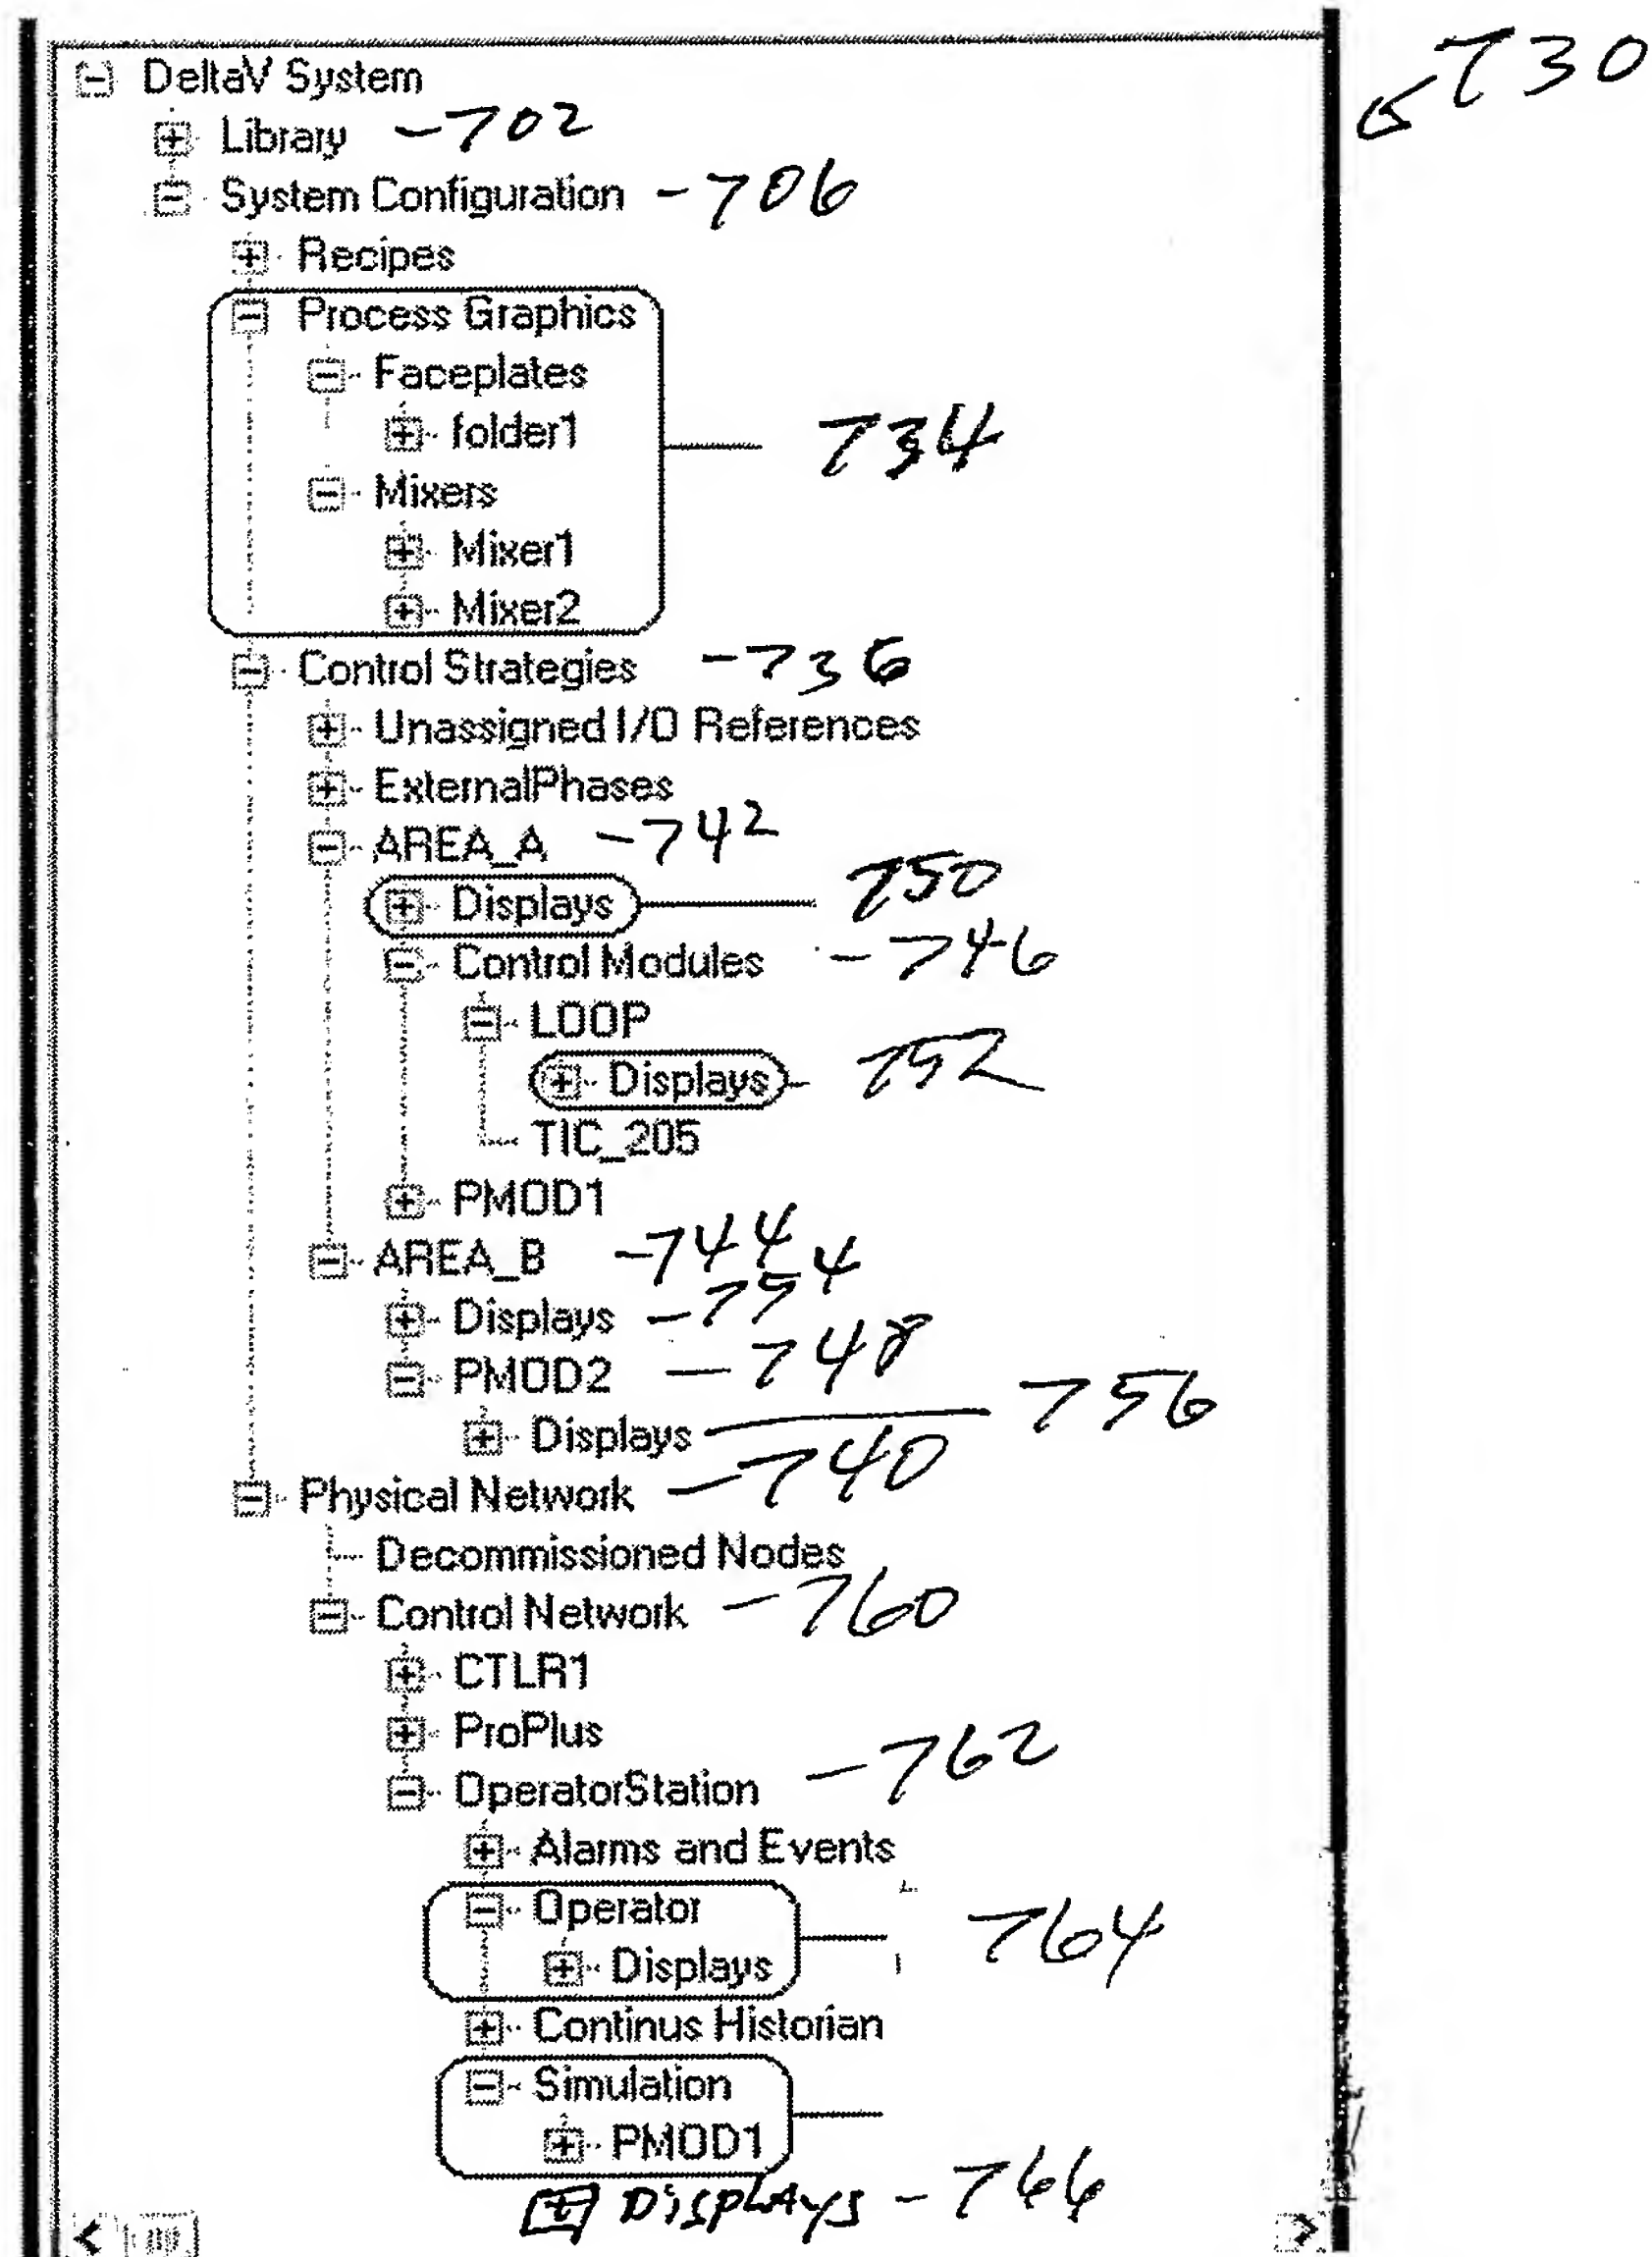 730
DeltaV System
Library -702
System Configuration -706
Recipes
Process Graphics
Faceplates
folder1
734
Mixers
Mixer1
Mixer2
Control Strategies -736
Unassigned I/O References
ExternalPhases
AREA_A -742
Displays 750
Control Modules -746
LOOP
Displays 752
TIC_205
PMOD1
AREA_B -744
Displays -754
PMOD2 -748
Displays 756
Physical Network -740
Decommissioned Nodes
Control Network -760
CTLR1
ProPlus
OperatorStation -762
Alarms and Events
Operator
764
Displays
Continus Historian
Simulation
PMOD1
Displays -766